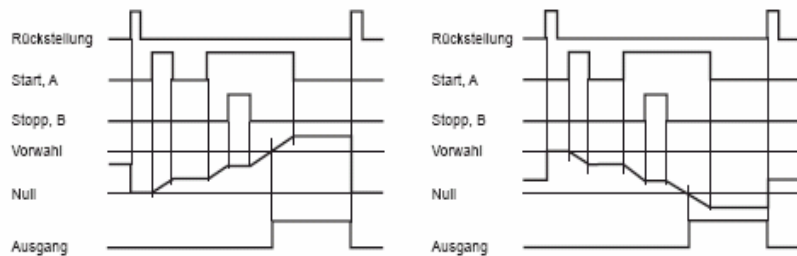 Rückstellung
Start, A
Stopp, B
Vorwahl
Null
Ausgang
Rückstellung
Start, A
Stopp, B
Vorwahl
Null
Ausgang